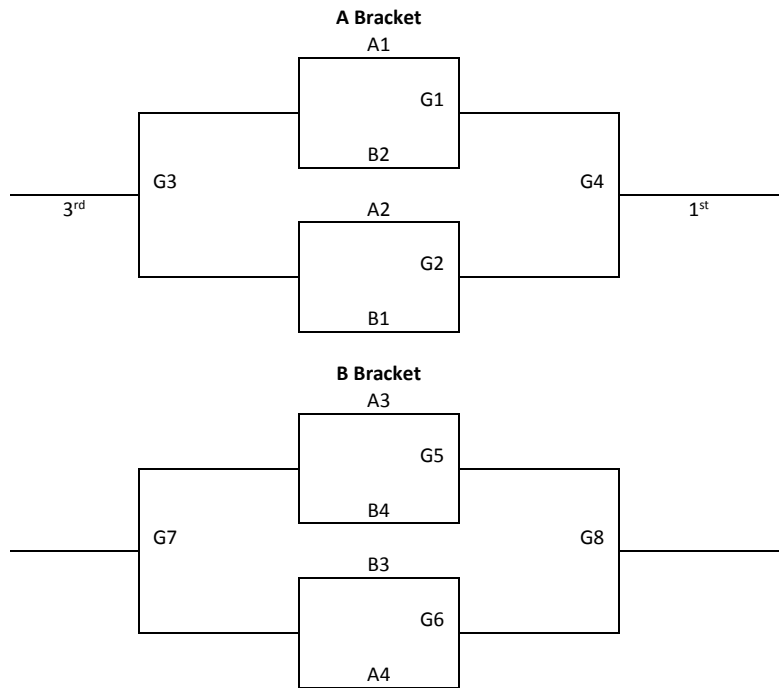 A Bracket
A1
G1
B2
G3
G4
3rd
A2
1st
G2
B1
B Bracket
A3
G5
B4
G7
G8
B3
G6
A4